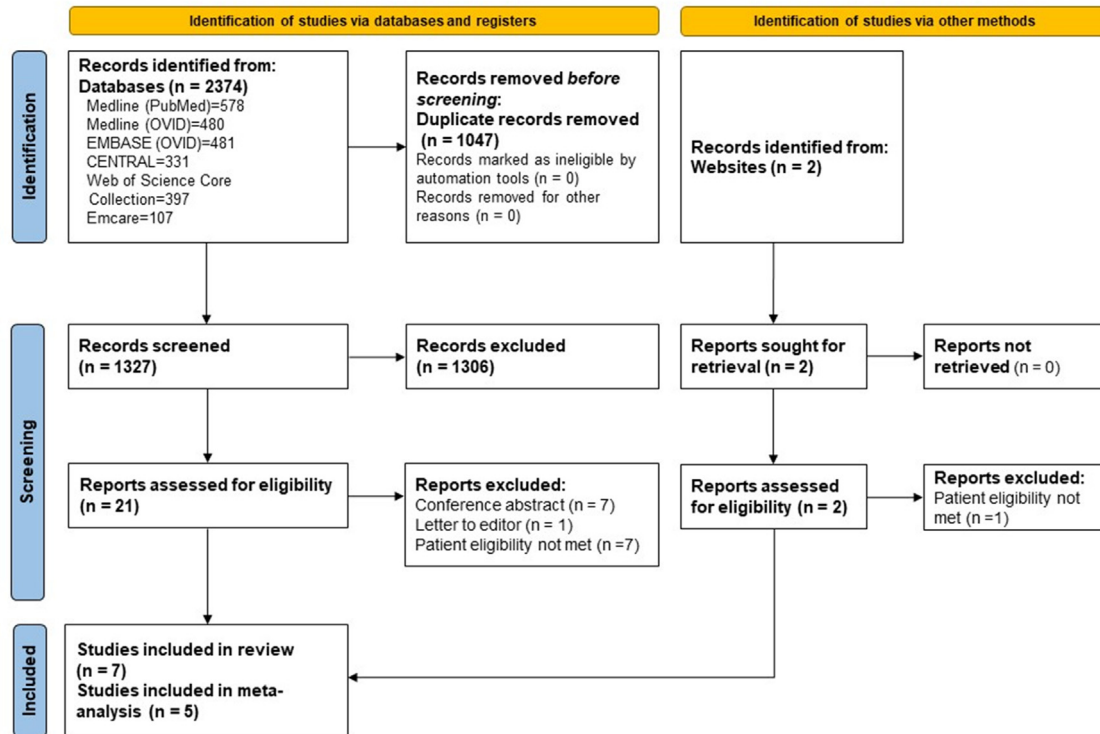 Identification of studies via databases and registers
Identification of studies via other methods
Identification
Records identified from:
Databases (n = 2374)
Medline (PubMed)=578
Medline (OVID)=480
EMBASE (OVID)=481
CENTRAL=331
Web of Science Core
Collection=397
Emcare=107
Records removed before
screening:
Duplicate records removed
(n = 1047)
Records marked as ineligible by
automation tools (n = 0)
Records removed for other
reasons (n = 0)
Records identified from:
Websites (n = 2)
Screening
Records screened
(n = 1327)
Records excluded
(n = 1306)
Reports sought for
retrieval (n = 2)
Reports not
retrieved (n = 0)
Reports assessed for eligibility
(n = 21)
Reports excluded:
Conference abstract (n = 7)
Letter to editor (n = 1)
Patient eligibility not met (n =7)
Reports assessed
for eligibility (n = 2)
Reports excluded:
Patient eligibility not
met (n =1)
Included
Studies included in review
(n = 7)
Studies included in meta-
analysis (n = 5)